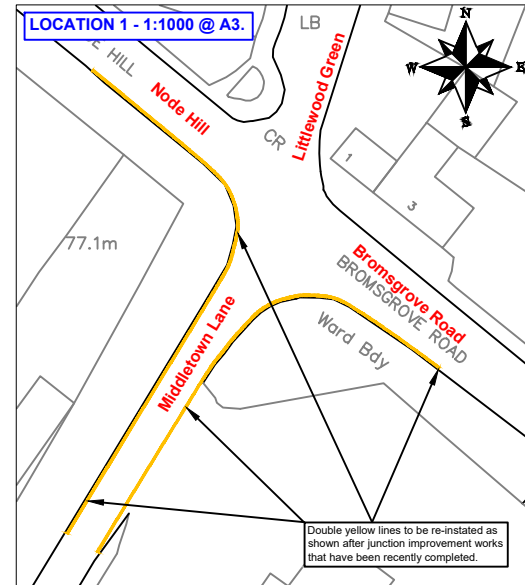 LOCATION 1 - 1:1000 @ A3.
LB
N
W
E
S
E HILL
Node Hill
Littlewood Green
CR
1
3
77.1m
Bromsgrove Road
BROMSGROVE ROAD
Middletown Lane
Ward Bdy
Double yellow lines to be re-instated as
shown after junction improvement works
that have been recently completed.